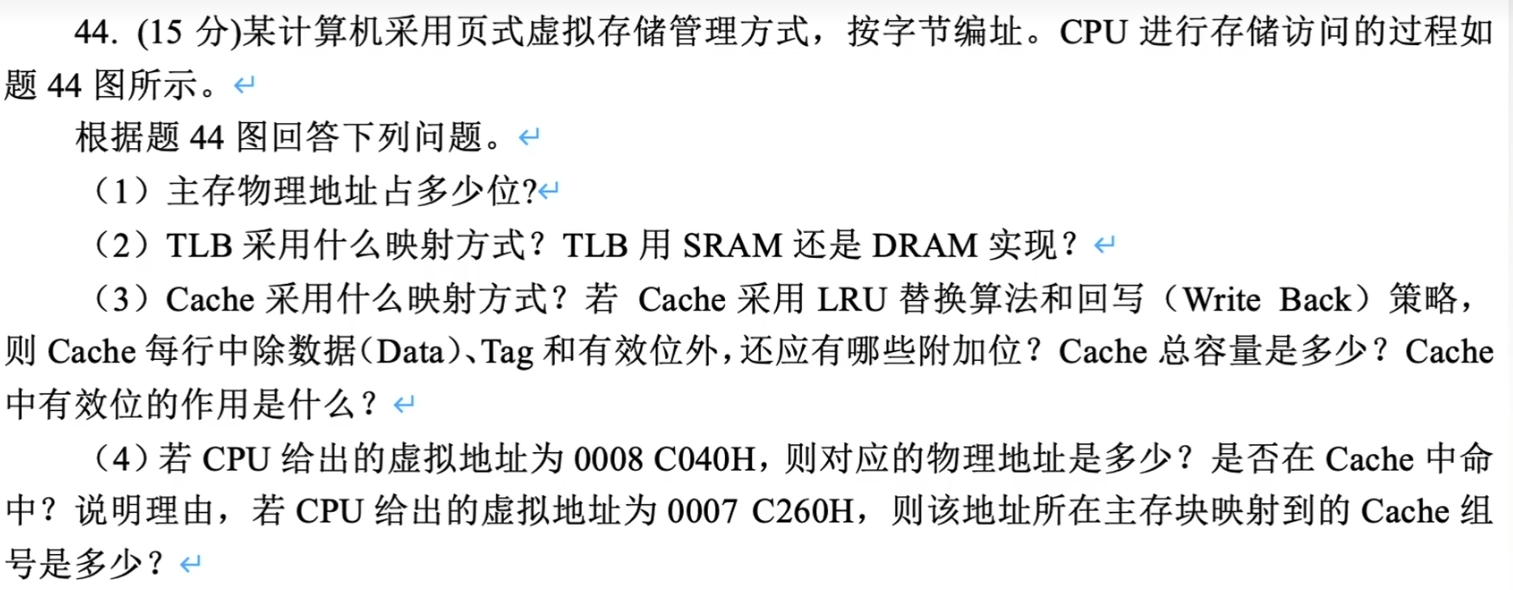 44. (15 分)某计算机采用页式虚拟存储管理方式，按字节编址。CPU 进行存储访问的过程如
题 44 图所示。↵
根据题 44 图回答下列问题。↵
（1）主存物理地址占多少位?↵
（2）TLB 采用什么映射方式？TLB 用 SRAM 还是 DRAM 实现？↵
（3）Cache 采用什么映射方式？若 Cache 采用 LRU 替换算法和回写（Write Back）策略，
则 Cache 每行中除数据(Data)、Tag 和有效位外，还应有哪些附加位？Cache 总容量是多少？Cache
中有效位的作用是什么？↵
（4）若 CPU 给出的虚拟地址为 0008 C040H，则对应的物理地址是多少？是否在 Cache 中命
中？说明理由，若 CPU 给出的虚拟地址为 0007 C260H，则该地址所在主存块映射到的 Cache 组
号是多少？↵